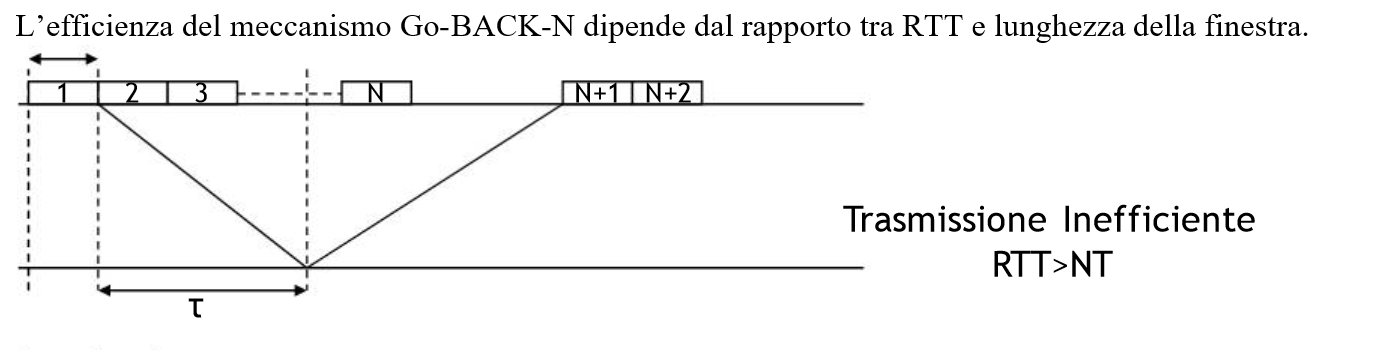 L’efficienza del meccanismo Go-BACK-N dipende dal rapporto tra RTT e lunghezza della finestra.
1 2 3 N N+1 N+2
Trasmissione Inefficiente
RTT>NT
τ